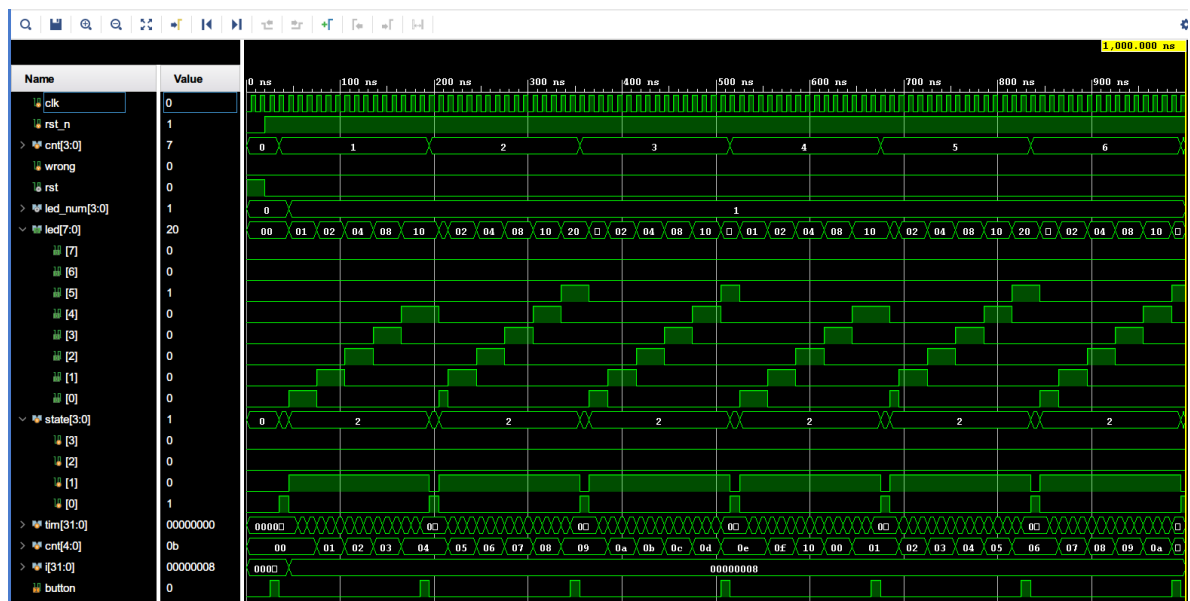 1,000.000 ns
Name Value 0 ns 100 ns 200 ns 300 ns 400 ns 500 ns 600 ns 700 ns 800 ns 900 ns
clk 0
rst_n 1
cnt[3:0] 7 0 1 2 3 4 5 6
wrong 0
rst 0
led_num[3:0] 1 0 1
led[7:0] 20 00 01 02 04 08 10 02 04 08 10 20 02 04 08 10 01 02 04 08 10 02 04 08 10 20 02 04 08 10
[7] 0
[6] 0
[5] 1
[4] 0
[3] 0
[2] 0
[1] 0
[0] 0
state[3:0] 1 0 2 2 2 2 2 2
[3] 0
[2] 0
[1] 0
[0] 1
tim[31:0] 00000000 0000 0 0 0 0 0
cnt[4:0] 0b 00 01 02 03 04 05 06 07 08 09 0a 0b 0c 0d 0e 0f 10 00 01 02 03 04 05 06 07 08 09 0a
i[31:0] 00000008 000 00000008
button 0